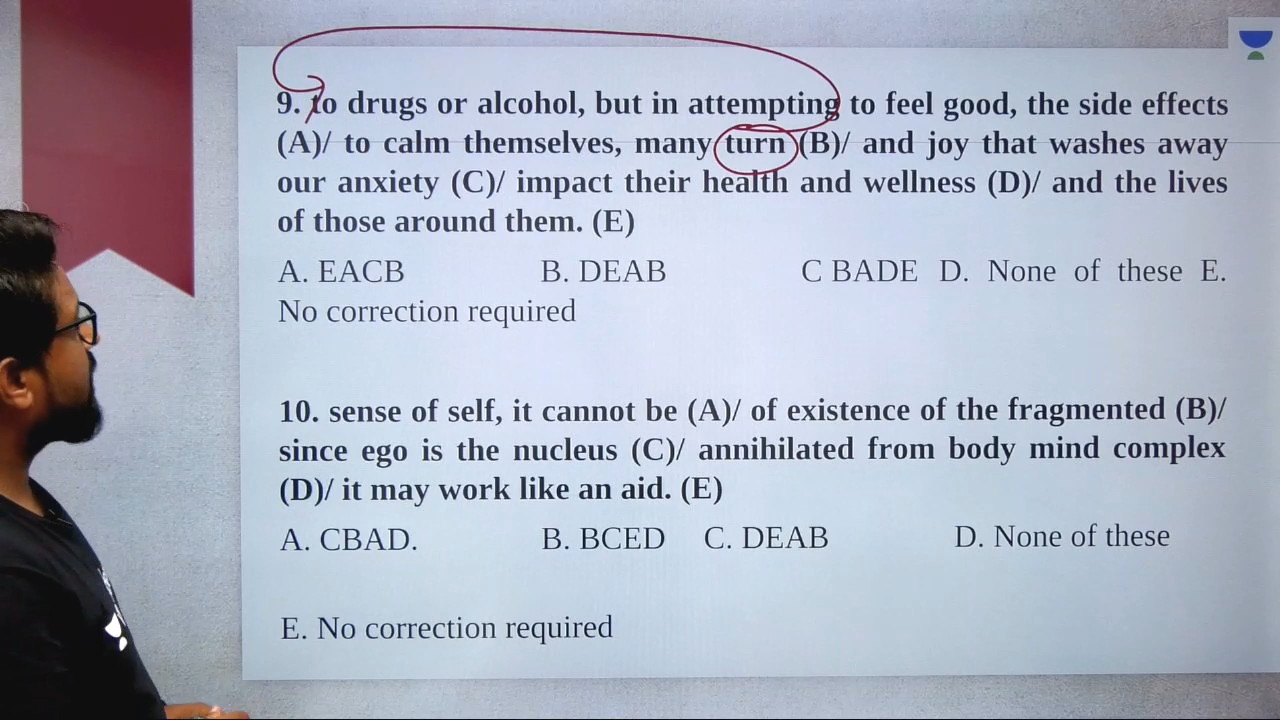 9. to drugs or alcohol, but in attempting to feel good, the side effects
(A)/ to calm themselves, many turn (B)/ and joy that washes away
our anxiety (C)/ impact their health and wellness (D)/ and the lives
of those around them. (E)
A. EACB B. DEAB C BADE D. None of these E.
No correction required
10. sense of self, it cannot be (A)/ of existence of the fragmented (B)/
since ego is the nucleus (C)/ annihilated from body mind complex
(D)/ it may work like an aid. (E)
A. CBAD. B. BCED C. DEAB D. None of these
E. No correction required